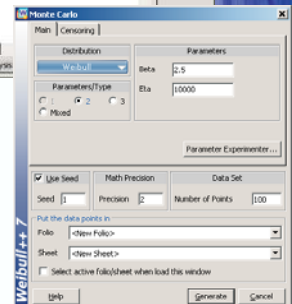 Monte Carlo
Main Censoring
Distribution
Weibull
Parameters/Type
1 2 3
Mixed
Parameters
Beta 2.5
Eta 10000
Parameter Experimenter...
Use Seed
Seed 1
Math Precision
Precision 2
Data Set
Number of Points 100
Put the data points in
Folio <New Folio>
Sheet <New Sheet>
Select active folio/sheet when load this window
Help Generate Cancel
Weibull++ 7